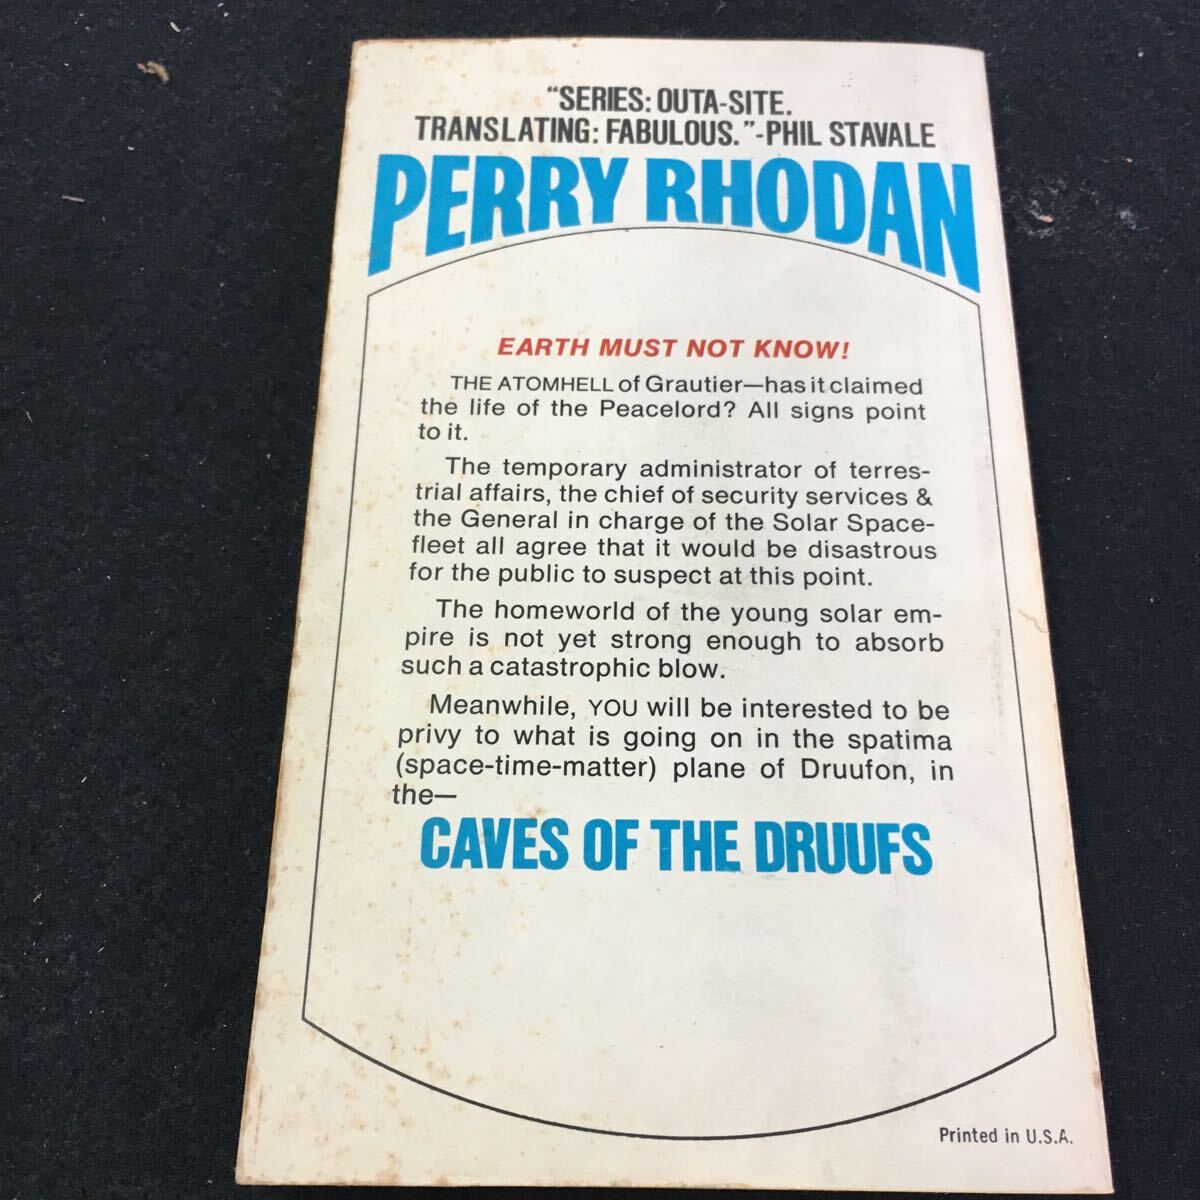 “SERIES: OUTA-SITE.
TRANSLATING: FABULOUS.”-PHIL STAVALE
PERRY RHODAN
EARTH MUST NOT KNOW!
THE ATOMHELL of Grautier—has it claimed
the life of the Peacelord? All signs point
to it.
The temporary administrator of terres-
trial affairs, the chief of security services &
the General in charge of the Solar Space-
fleet all agree that it would be disastrous
for the public to suspect at this point.
The homeworld of the young solar em-
pire is not yet strong enough to absorb
such a catastrophic blow.
Meanwhile, YOU will be interested to be
privy to what is going on in the spatima
(space-time-matter) plane of Druufon, in
the—
CAVES OF THE DRUUFS
Printed in U.S.A.